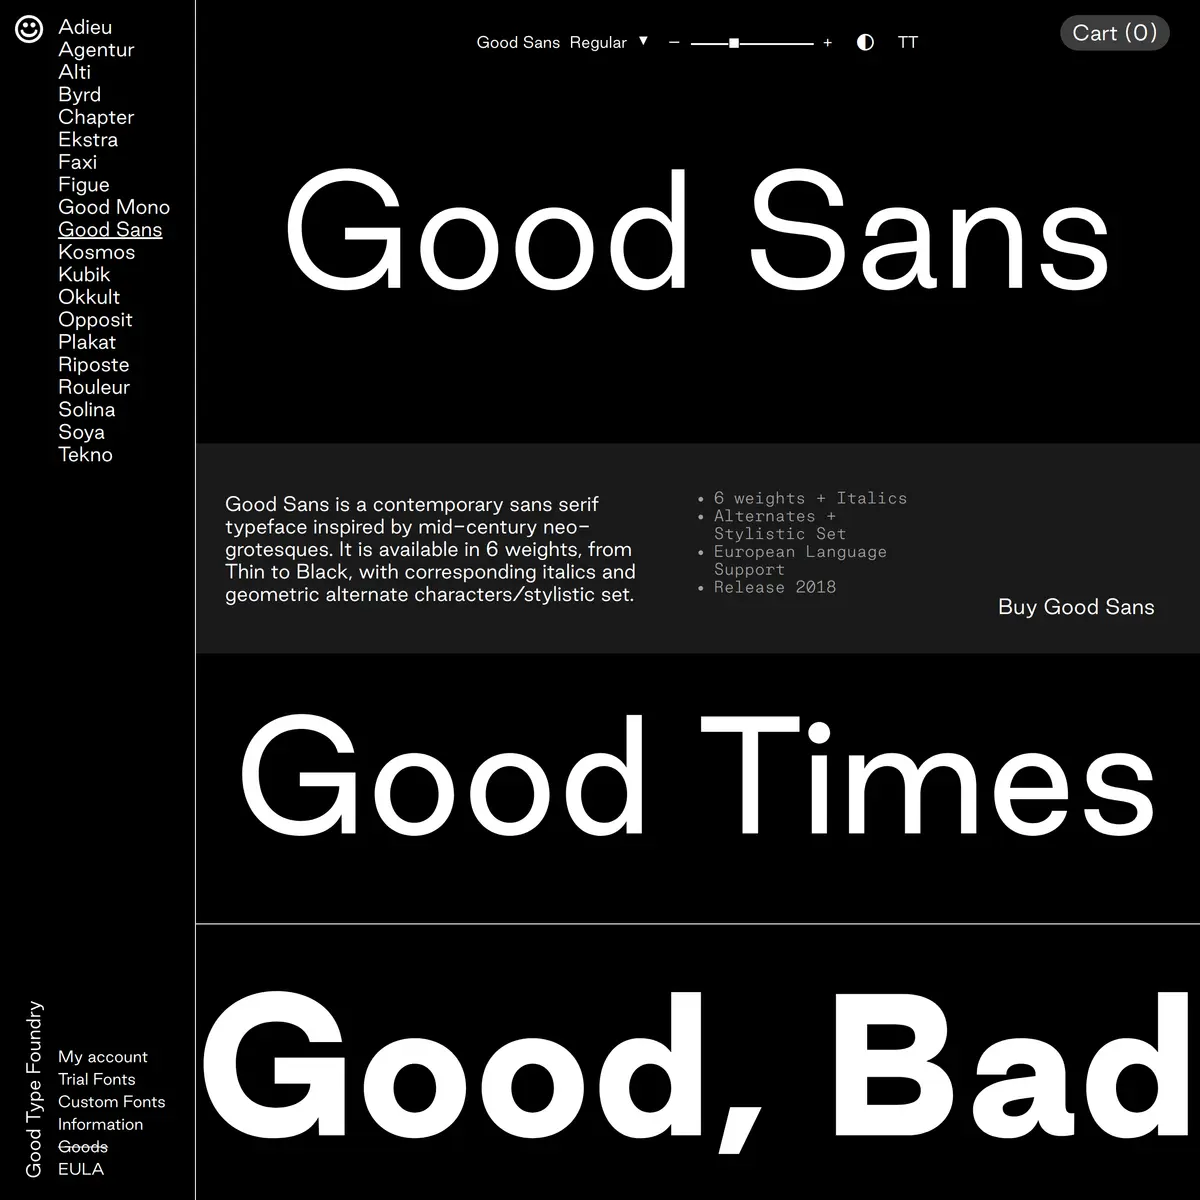 Adieu
Agentur
Alti
Byrd
Chapter
Ekstra
Faxi
Figue
Good Mono
Good Sans
Kosmos
Kubik
Okkult
Opposit
Plakat
Riposte
Rouleur
Solina
Soya
Tekno
Good Type Foundry
My account
Trial Fonts
Custom Fonts
Information
Goods
EULA
Good Sans Regular ▼ − + TT
Cart (0)
Good Sans
Good Sans is a contemporary sans serif
typeface inspired by mid-century neo-
grotesques. It is available in 6 weights, from
Thin to Black, with corresponding italics and
geometric alternate characters/stylistic set.
• 6 weights + Italics
• Alternates +
Stylistic Set
• European Language
Support
• Release 2018
Buy Good Sans
Good Times
Good, Bad